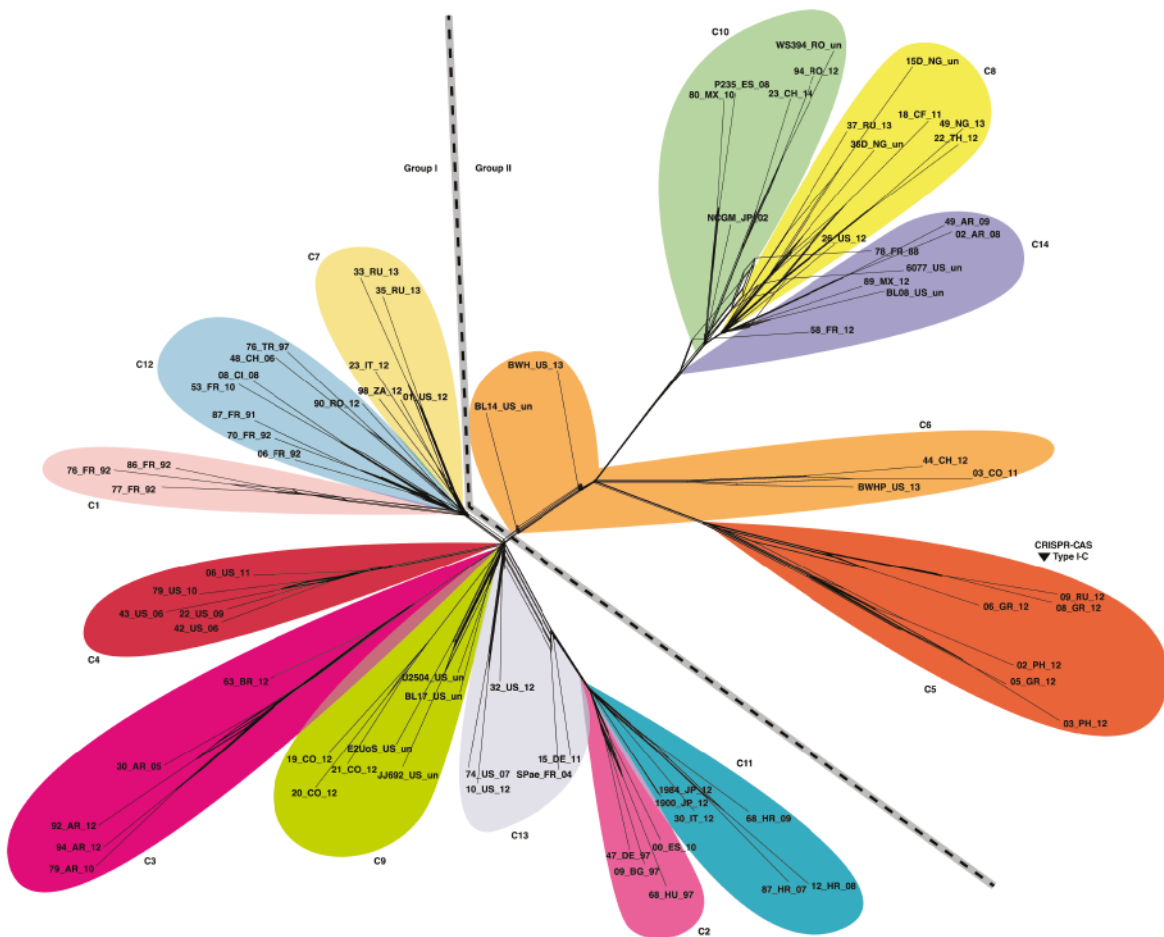 C10
WS394_RO_un
94_RO_12
P235_ES_08
80_MX_10
23_CH_14
NCGM_JP_02
15D_NG_un
C8
18_CF_11
49_NG_13
37_RU_13
22_TH_12
36D_NG_un
26_US_12
49_AR_09
02_AR_08
C14
78_FR_88
6077_US_un
89_MX_12
BL08_US_un
58_FR_12
Group I
Group II
C7
33_RU_13
35_RU_13
23_IT_12
98_ZA_12
01_US_12
C12
76_TR_97
48_CH_06
08_CI_08
53_FR_10
90_RO_12
87_FR_91
70_FR_92
06_FR_92
86_FR_92
76_FR_92
77_FR_92
C1
BWH_US_13
BL14_US_un
C6
44_CH_12
03_CO_11
BWHP_US_13
CRISPR-CAS
Type I-C
09_RU_12
08_GR_12
06_GR_12
02_PH_12
05_GR_12
03_PH_12
C5
06_US_11
79_US_10
43_US_06
22_US_09
42_US_06
C4
63_BR_12
30_AR_05
92_AR_12
94_AR_12
79_AR_10
C3
U2504_US_un
BL17_US_un
E2UoS_US_un
19_CO_12
21_CO_12
JJ692_US_un
20_CO_12
C9
32_US_12
15_DE_11
74_US_07
SPae_FR_04
10_US_12
C13
C11
1984_JP_12
1900_JP_12
30_IT_12
68_HR_09
12_HR_08
87_HR_07
00_ES_10
47_DE_97
09_BG_97
68_HU_97
C2